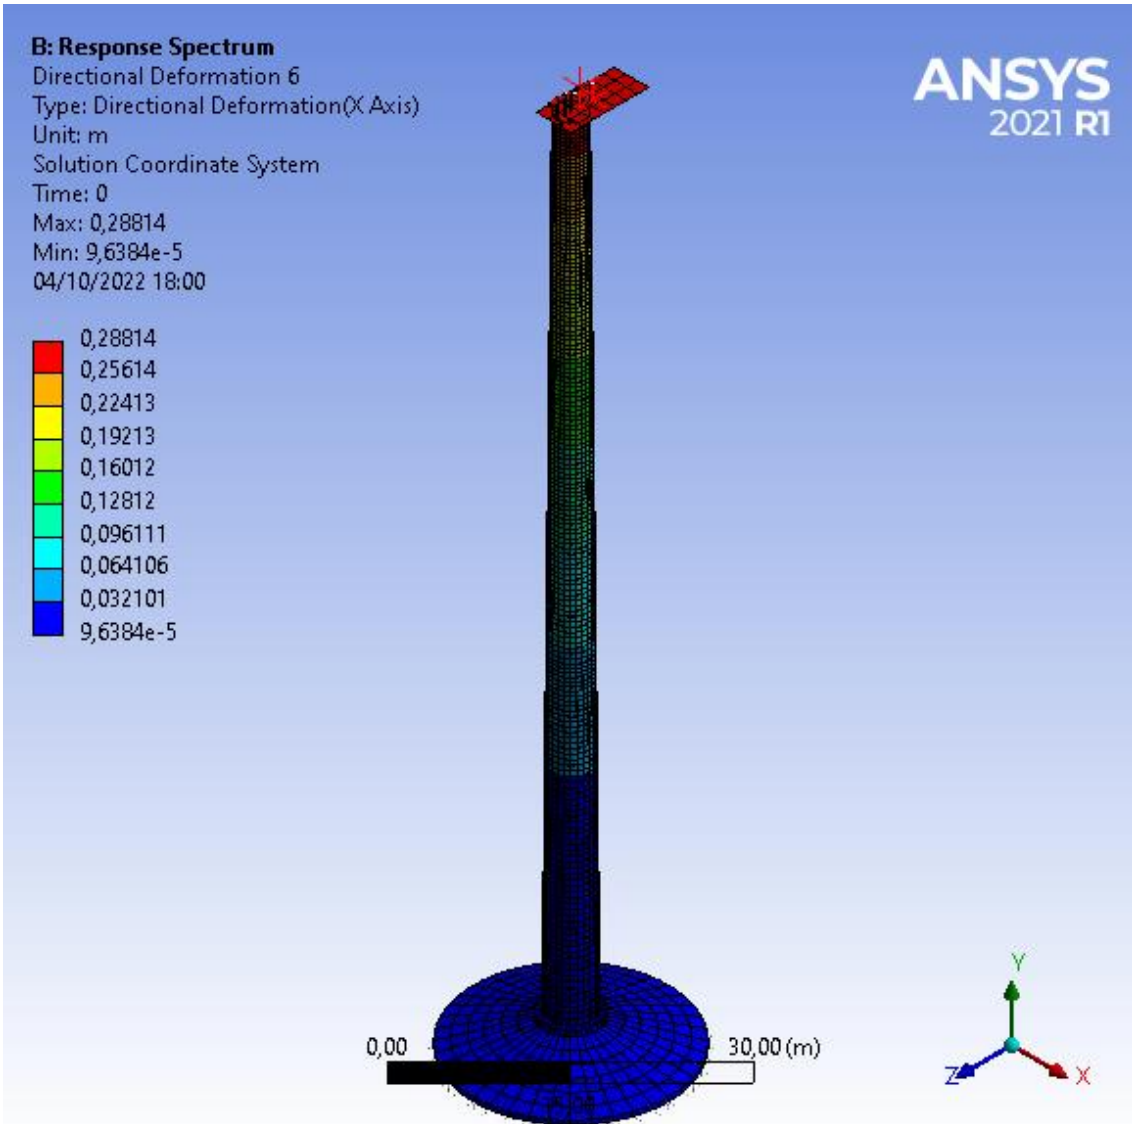 B: Response Spectrum
Directional Deformation 6
Type: Directional Deformation(X Axis)
Unit: m
Solution Coordinate System
Time: 0
Max: 0,28814
Min: 9,6384e-5
04/10/2022 18:00
ANSYS
2021 R1
0,28814
0,25614
0,22413
0,19213
0,16012
0,12812
0,096111
0,064106
0,032101
9,6384e-5
0,00
30,00 (m)
Y
Z
X